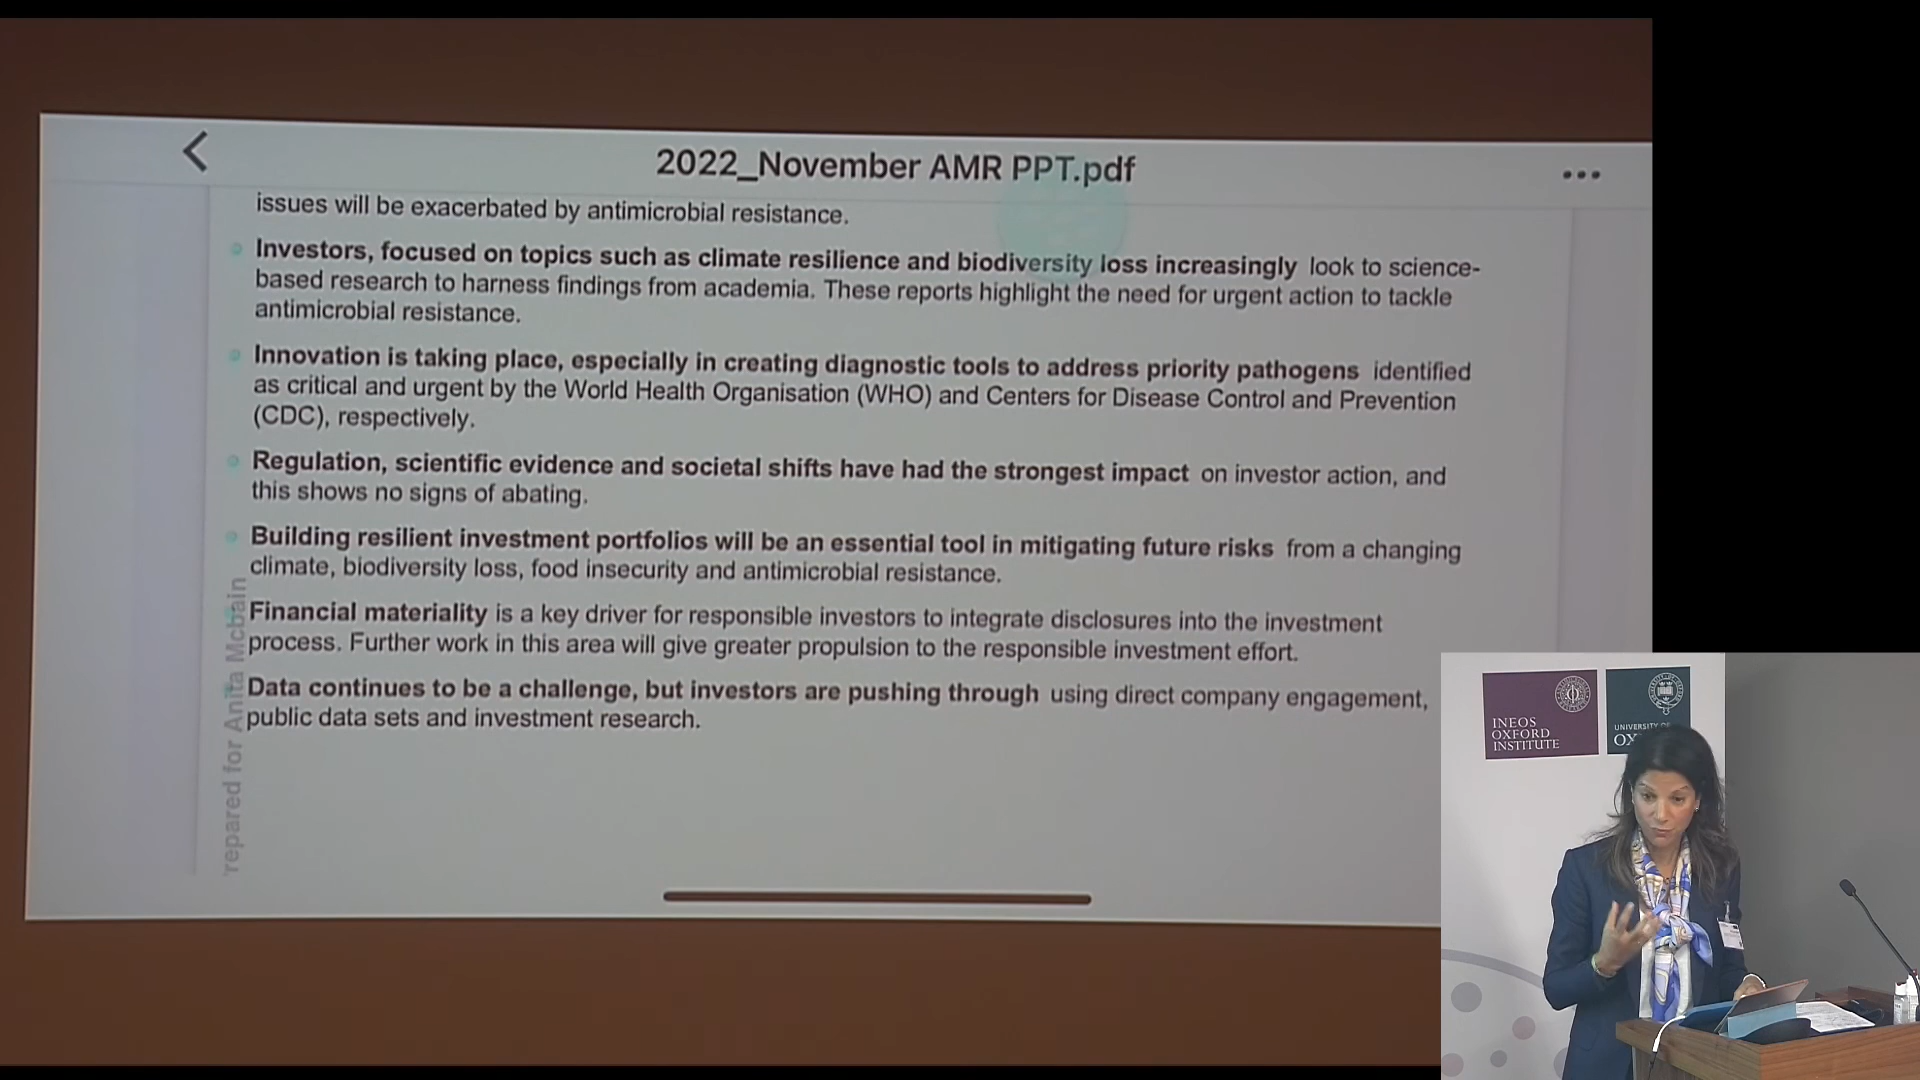 2022_November AMR PPT.pdf
issues will be exacerbated by antimicrobial resistance.
Investors, focused on topics such as climate resilience and biodiversity loss increasingly look to science-
based research to harness findings from academia. These reports highlight the need for urgent action to tackle
antimicrobial resistance.
Innovation is taking place, especially in creating diagnostic tools to address priority pathogens identified
as critical and urgent by the World Health Organisation (WHO) and Centers for Disease Control and Prevention
(CDC), respectively.
Regulation, scientific evidence and societal shifts have had the strongest impact on investor action, and
this shows no signs of abating.
Building resilient investment portfolios will be an essential tool in mitigating future risks from a changing
climate, biodiversity loss, food insecurity and antimicrobial resistance.
Financial materiality is a key driver for responsible investors to integrate disclosures into the investment
process. Further work in this area will give greater propulsion to the responsible investment effort.
Data continues to be a challenge, but investors are pushing through using direct company engagement,
public data sets and investment research.
repared for Anita Mcbain
INEOS
OXFORD
INSTITUTE
UNIVERSITY OF
OX